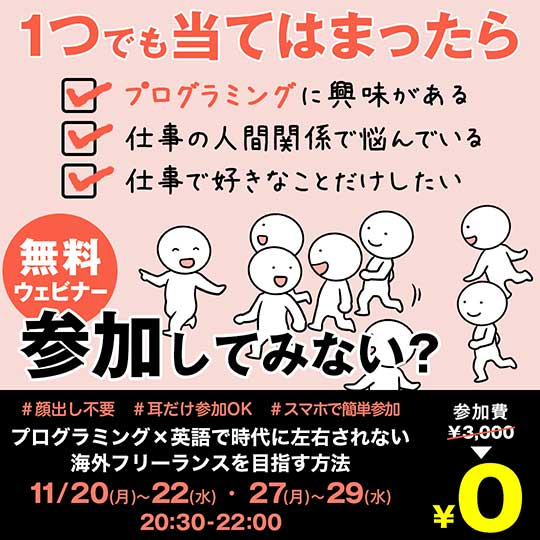 1つでも当てはまったら
プログラミングに興味がある
仕事の人間関係で悩んでいる
仕事で好きなことだけしたい
無料
ウェビナー
参加してみない?
#顔出し不要 #耳だけ参加OK #スマホで簡単参加
プログラミング×英語で時代に左右されない
海外フリーランスを目指す方法
11/20(月)~22(水)・27(月)~29(水)
20:30-22:00
参加費
¥3,000
¥0